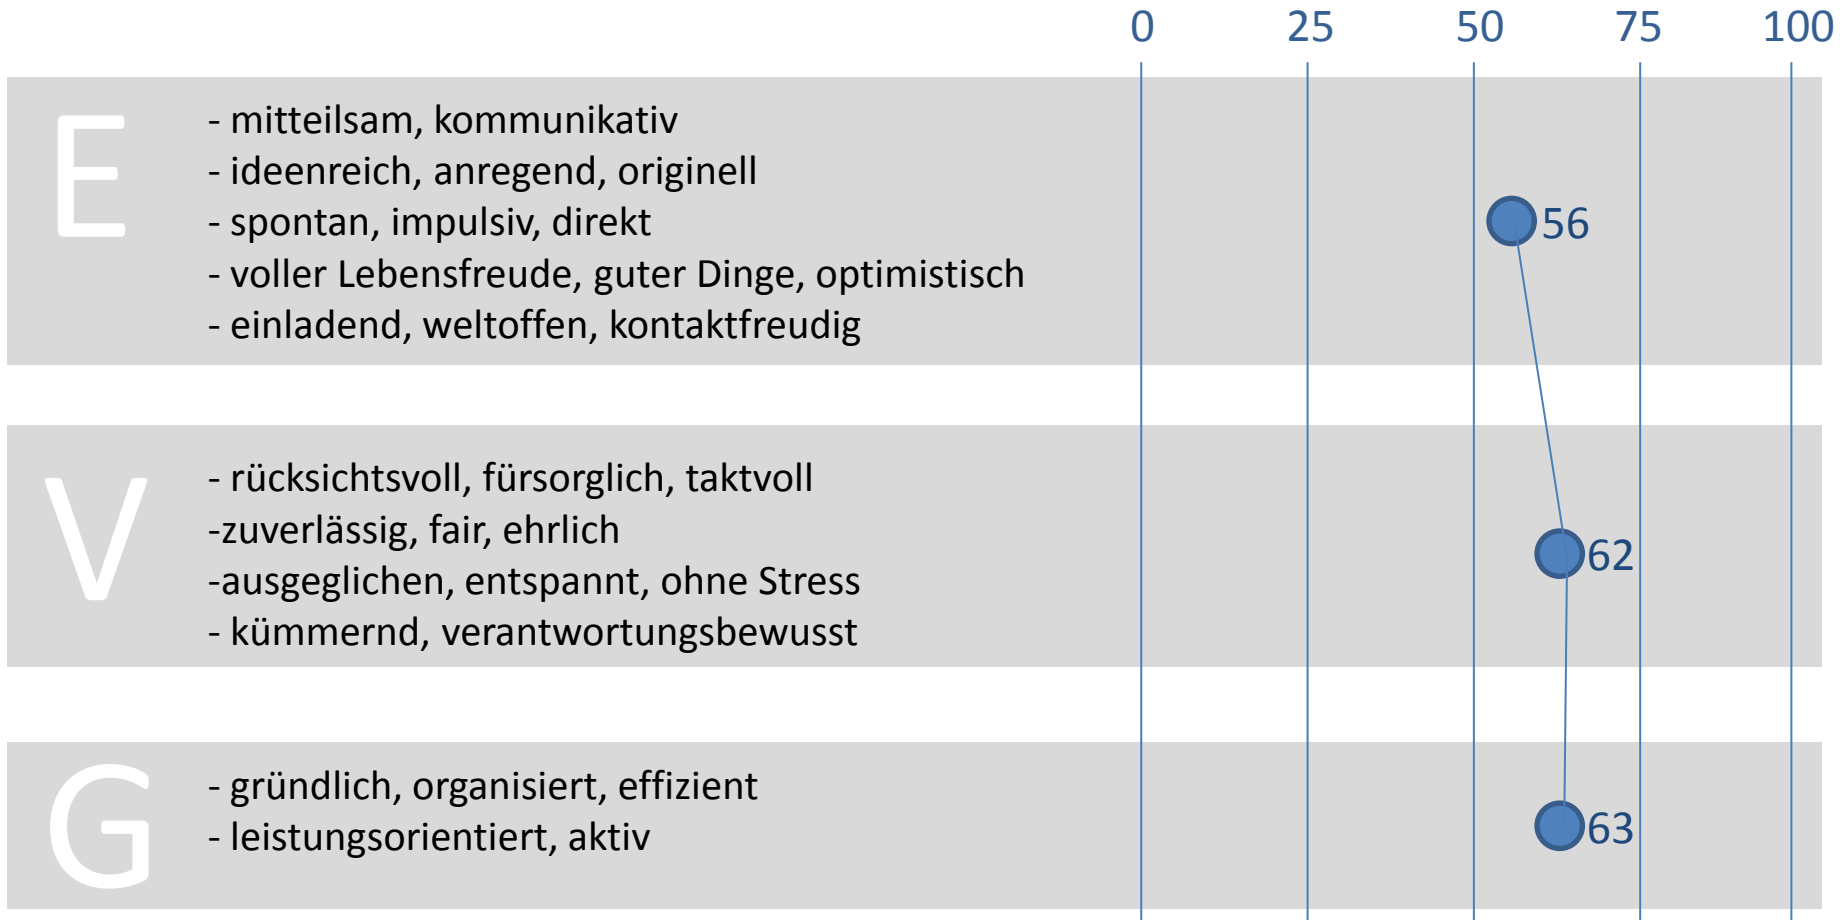 0 25 50 75 100
E
- mitteilsam, kommunikativ
- ideenreich, anregend, originell
- spontan, impulsiv, direkt
56
- voller Lebensfreude, guter Dinge, optimistisch
- einladend, weltoffen, kontaktfreudig
V
- rücksichtsvoll, fürsorglich, taktvoll
-zuverlässig, fair, ehrlich
62
-ausgeglichen, entspannt, ohne Stress
- kümmernd, verantwortungsbewusst
G
- gründlich, organisiert, effizient
- leistungsorientiert, aktiv
63